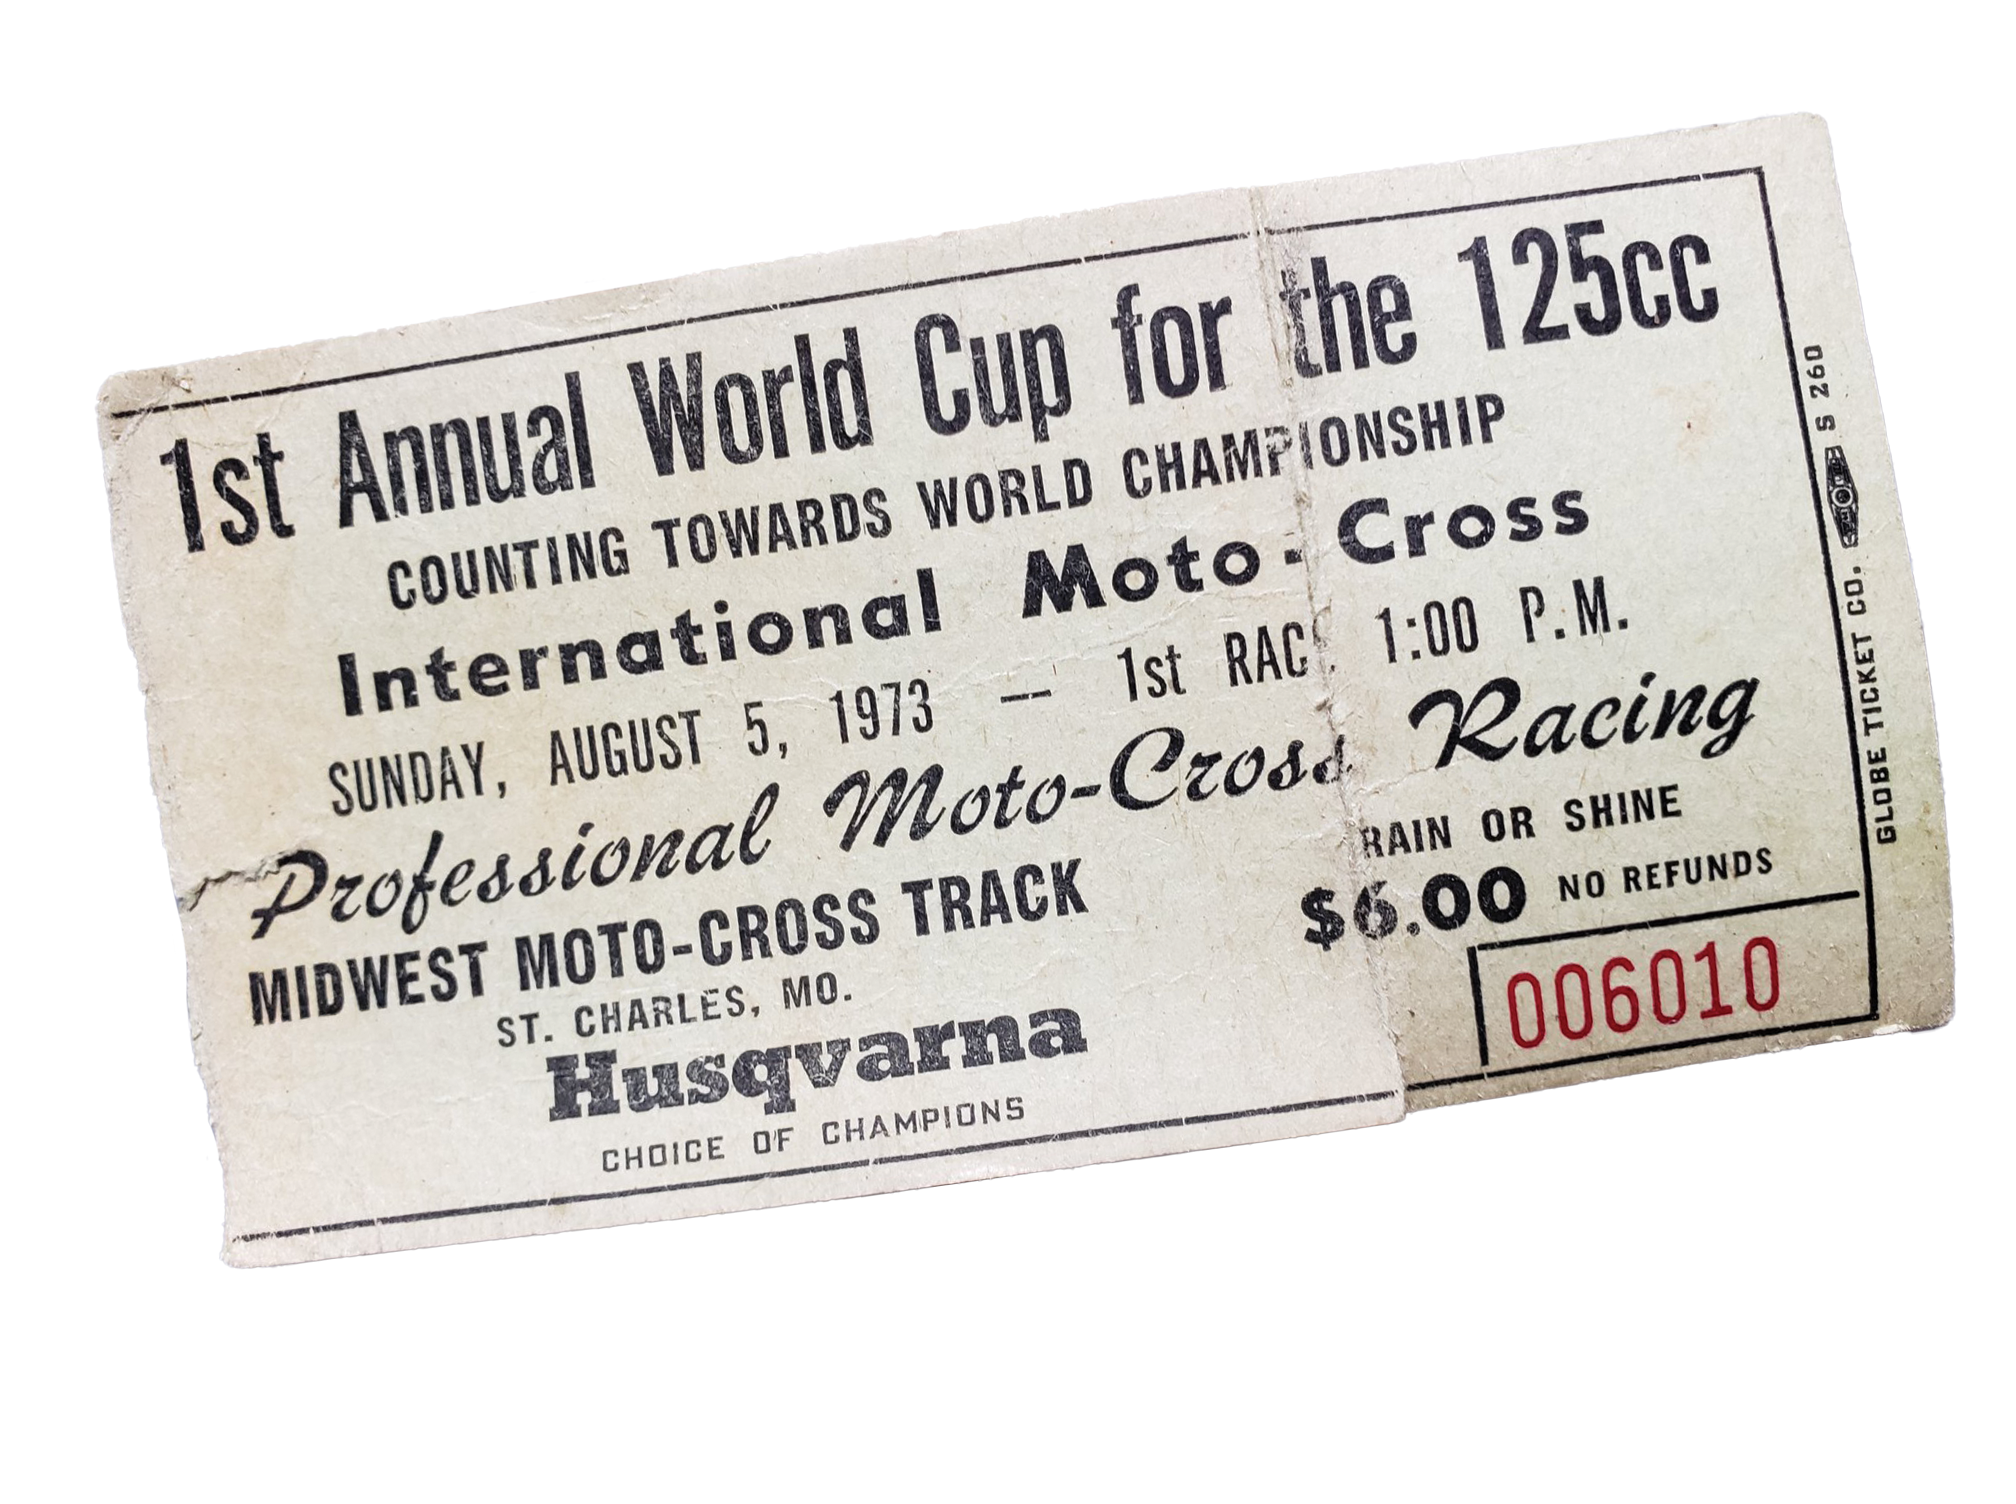 1st Annual World Cup for the 125cc
COUNTING TOWARDS WORLD CHAMPIONSHIP
International Moto-Cross
SUNDAY, AUGUST 5, 1973 — 1st RACE 1:00 P.M.
Professional Moto-Cross Racing
MIDWEST MOTO-CROSS TRACK
ST. CHARLES, MO.
Husqvarna
CHOICE OF CHAMPIONS
RAIN OR SHINE
$6.00 NO REFUNDS
006010
GLOBE TICKET CO. S 260